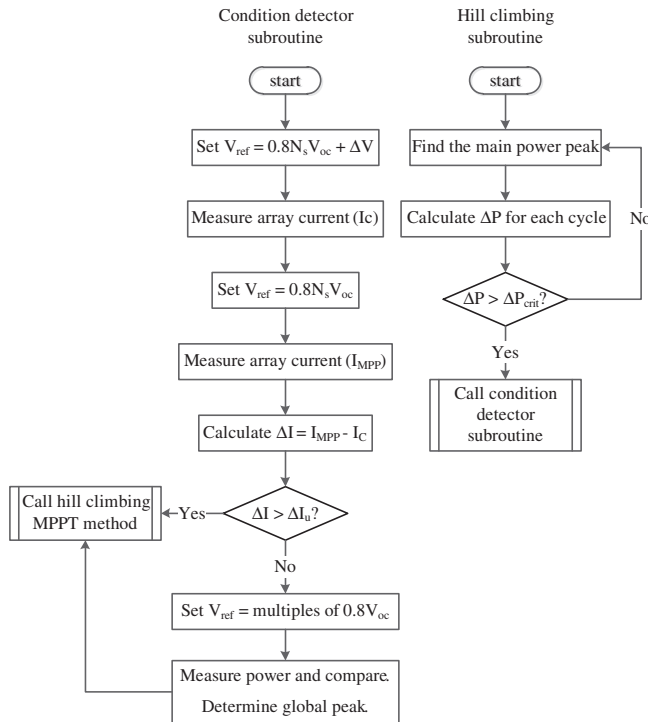 Condition detector
subroutine
start
Set V_ref = 0.8N_sV_oc + ΔV
Measure array current (Ic)
Set V_ref = 0.8N_sV_oc
Measure array current (I_MPP)
Calculate ΔI = I_MPP - I_C
ΔI > ΔI_u?
Yes
Call hill climbing
MPPT method
No
Set V_ref = multiples of 0.8V_oc
Measure power and compare.
Determine global peak.
Hill climbing
subroutine
start
Find the main power peak
Calculate ΔP for each cycle
No
ΔP > ΔP_crit?
Yes
Call condition
detector
subroutine